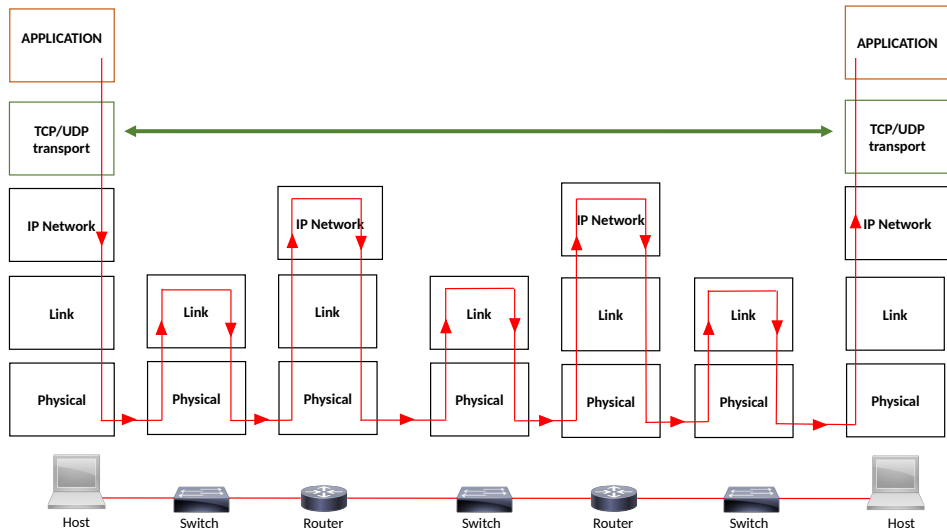 APPLICATION
APPLICATION
TCP/UDP
transport
TCP/UDP
transport
IP Network
IP Network
IP Network
IP Network
Link
Link
Link
Link
Link
Link
Link
Physical
Physical
Physical
Physical
Physical
Physical
Physical
Host
Switch
Router
Switch
Router
Switch
Host